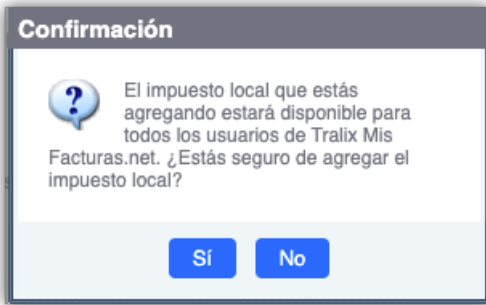 Confirmación
El impuesto local que estás
agregando estará disponible para
todos los usuarios de Tralix Mis
Facturas.net. ¿Estás seguro de agregar el
impuesto local?
Sí No